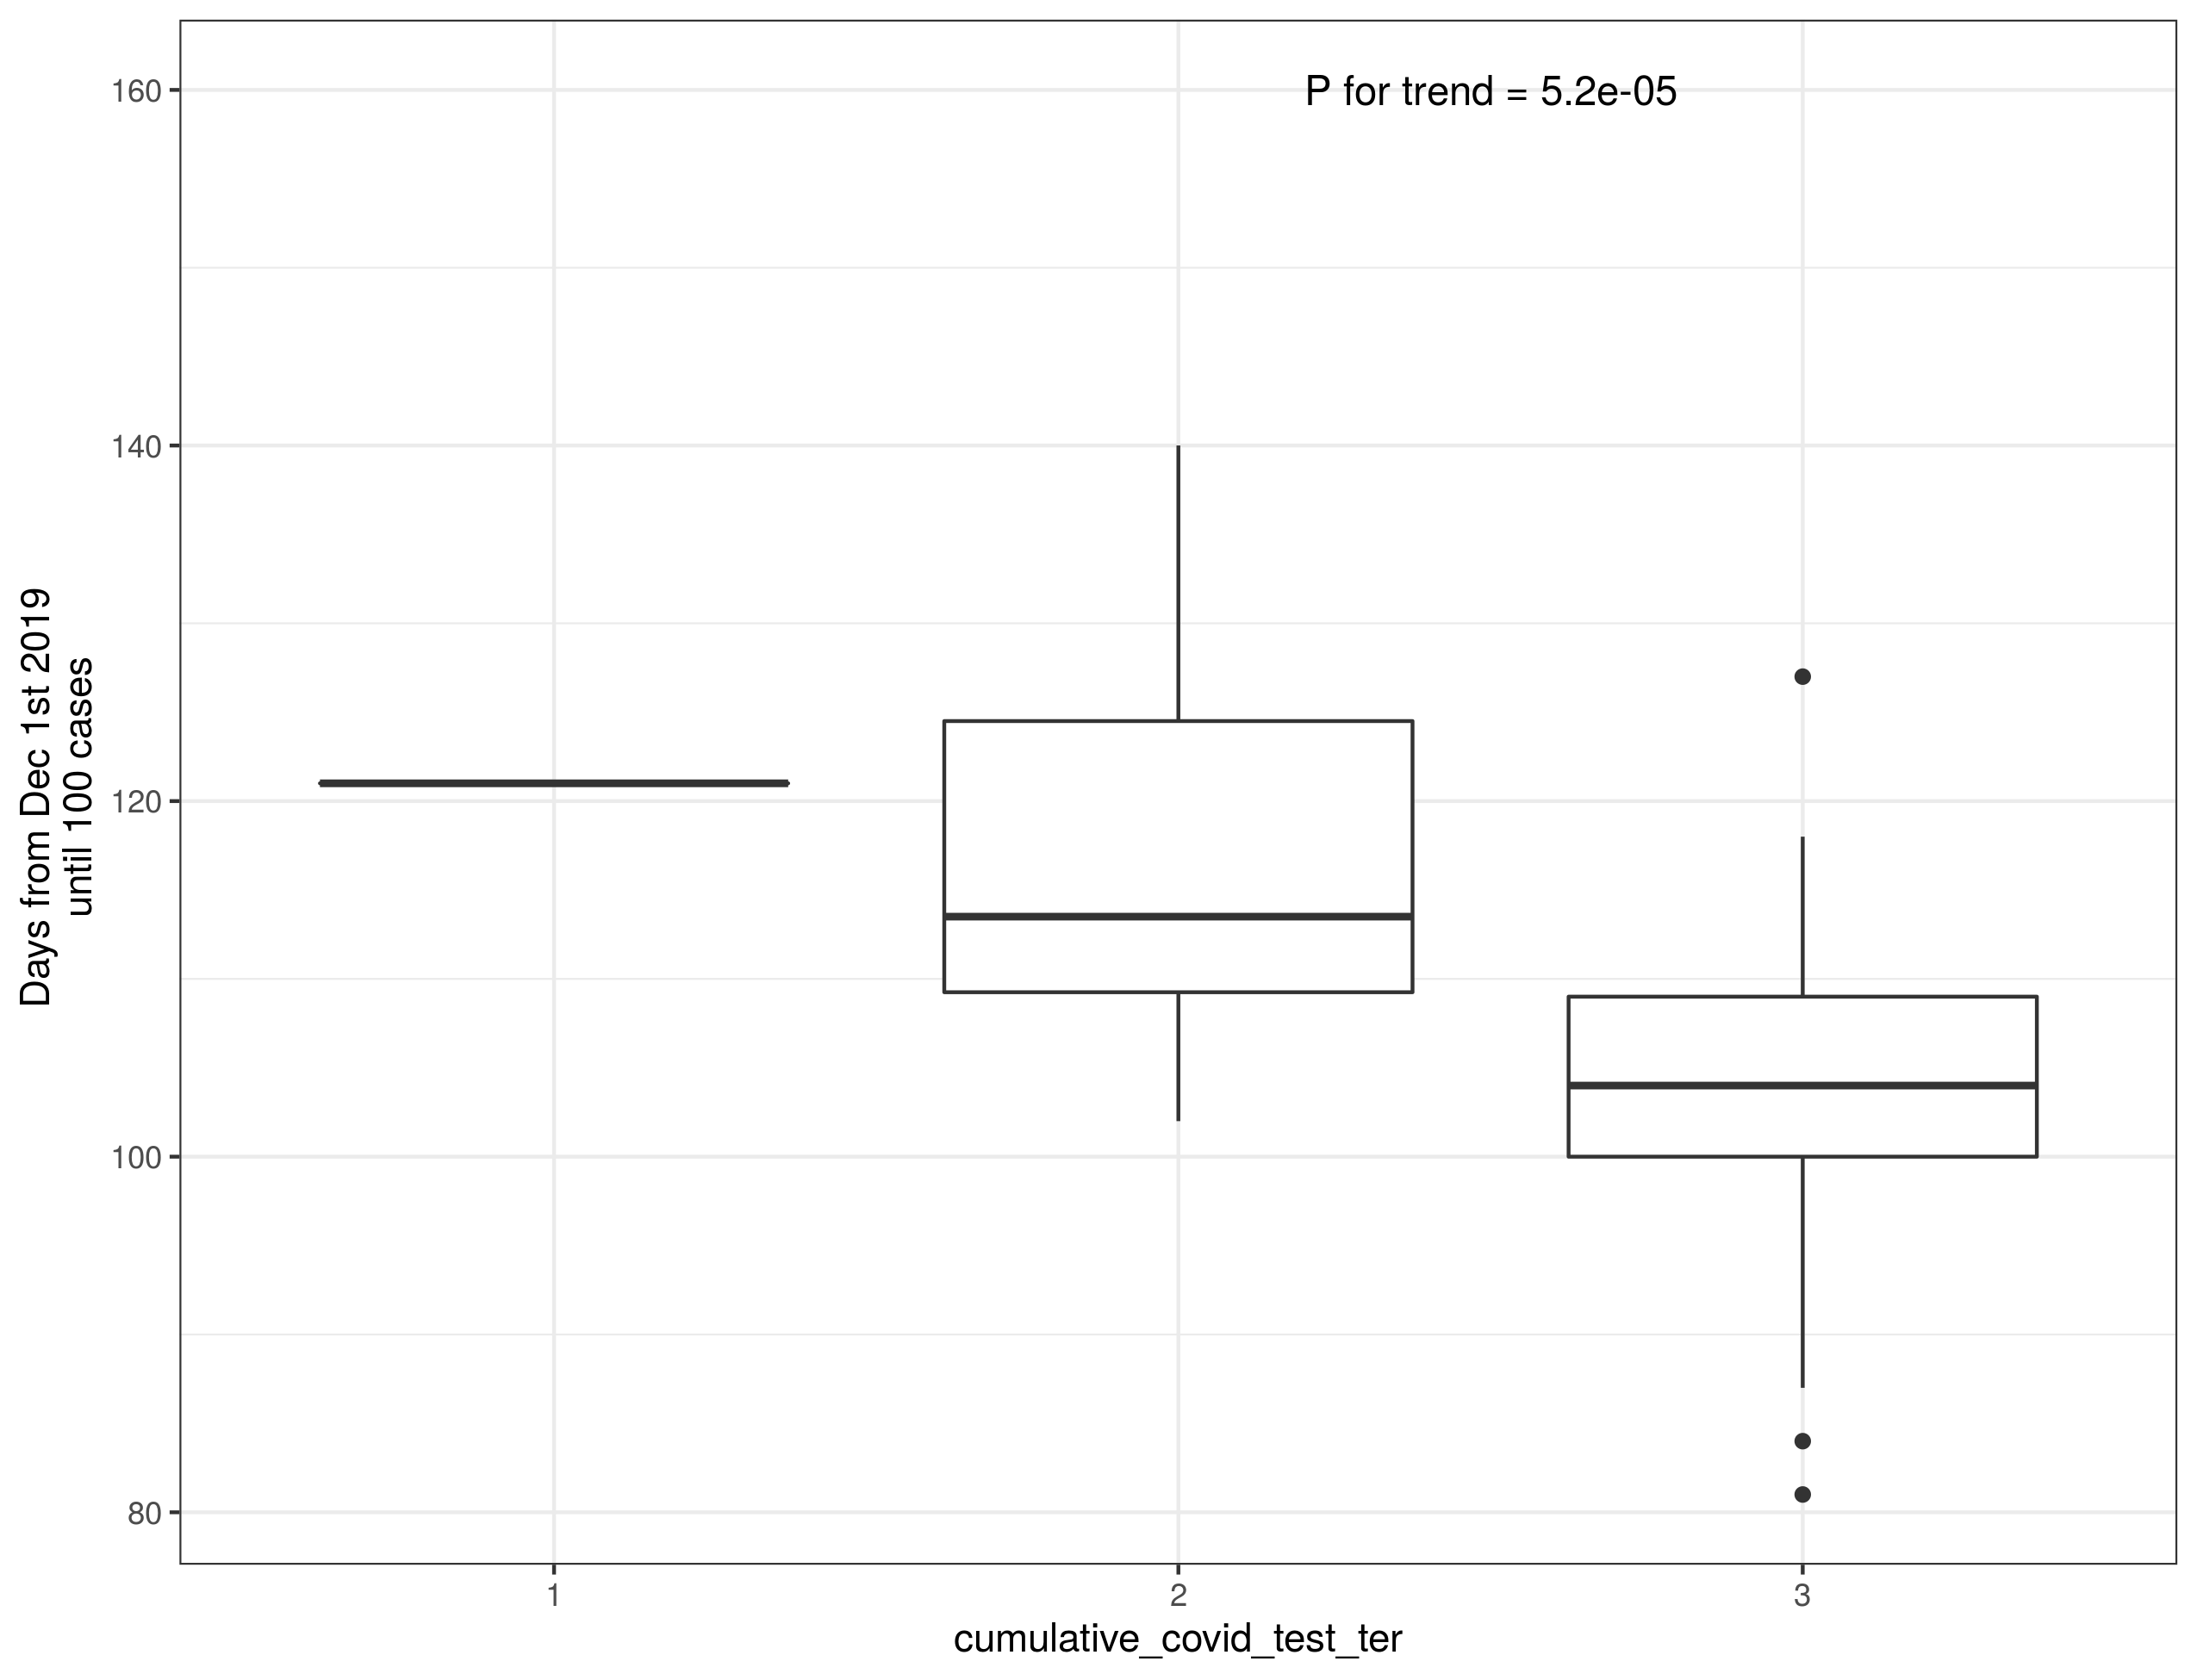 P for trend = 5.2e-05
160
140
120
100
80
Days from Dec 1st 2019
until 100 cases
1
2
3
cumulative_covid_test_ter